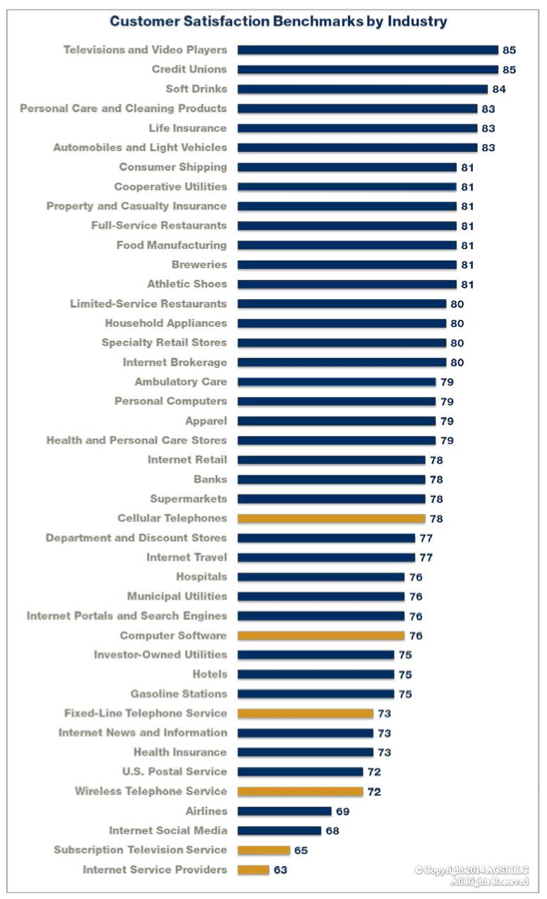 Customer Satisfaction Benchmarks by Industry
Televisions and Video Players 85
Credit Unions 85
Soft Drinks 84
Personal Care and Cleaning Products 83
Life Insurance 83
Automobiles and Light Vehicles 83
Consumer Shipping 81
Cooperative Utilities 81
Property and Casualty Insurance 81
Full-Service Restaurants 81
Food Manufacturing 81
Breweries 81
Athletic Shoes 81
Limited-Service Restaurants 80
Household Appliances 80
Specialty Retail Stores 80
Internet Brokerage 80
Ambulatory Care 79
Personal Computers 79
Apparel 79
Health and Personal Care Stores 79
Internet Retail 78
Banks 78
Supermarkets 78
Cellular Telephones 78
Department and Discount Stores 77
Internet Travel 77
Hospitals 76
Municipal Utilities 76
Internet Portals and Search Engines 76
Computer Software 76
Investor-Owned Utilities 75
Hotels 75
Gasoline Stations 75
Fixed-Line Telephone Service 73
Internet News and Information 73
Health Insurance 73
U.S. Postal Service 72
Wireless Telephone Service 72
Airlines 69
Internet Social Media 68
Subscription Television Service 65
Internet Service Providers 63
© Copyright 2014 ACSI LLC
All Rights Reserved